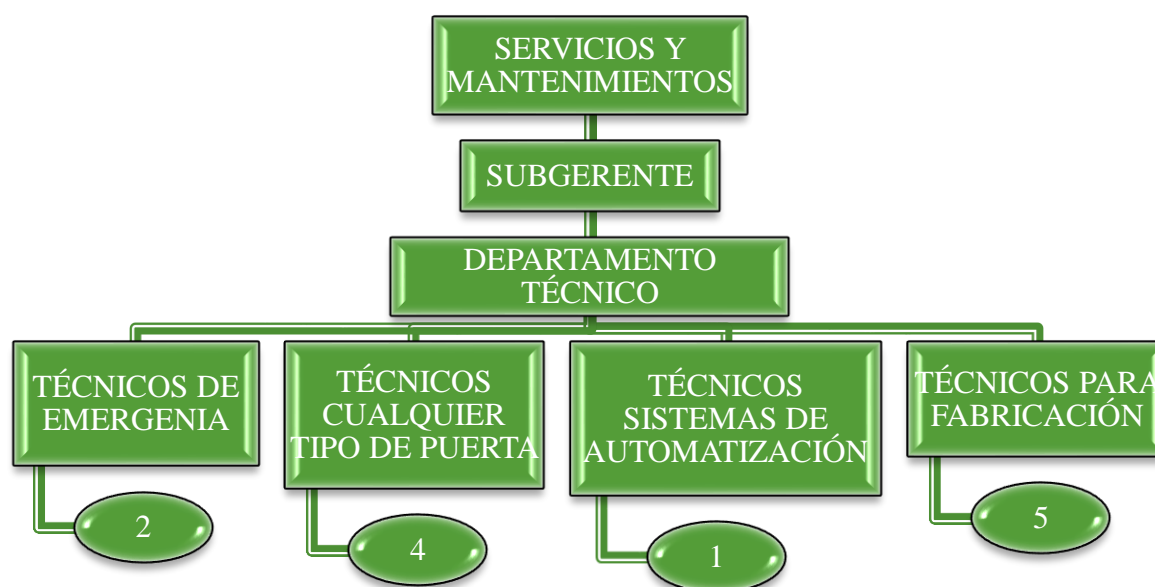 SERVICIOS Y
MANTENIMIENTOS
SUBGERENTE
DEPARTAMENTO
TÉCNICO
TÉCNICOS DE
EMERGENIA
TÉCNICOS
CUALQUIER
TIPO DE PUERTA
TÉCNICOS
SISTEMAS DE
AUTOMATIZACIÓN
TÉCNICOS PARA
FABRICACIÓN
2
4
1
5